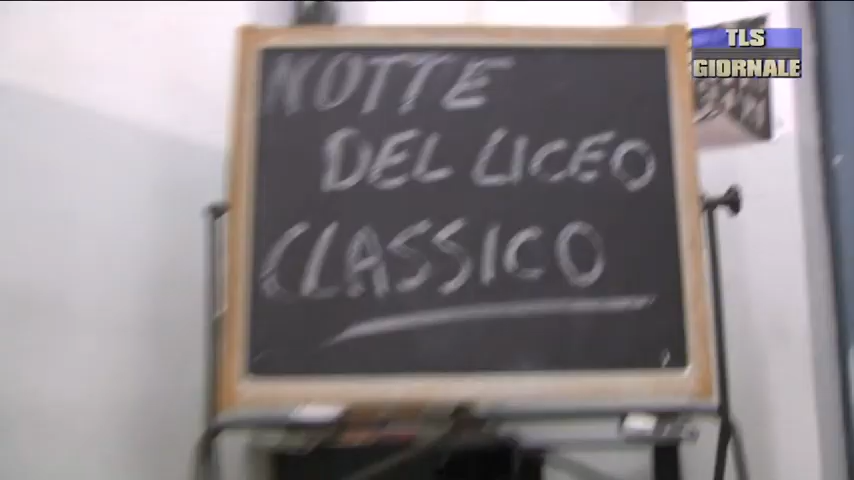 TLS
GIORNALE
NOTTE
DEL LICEO
CLASSICO